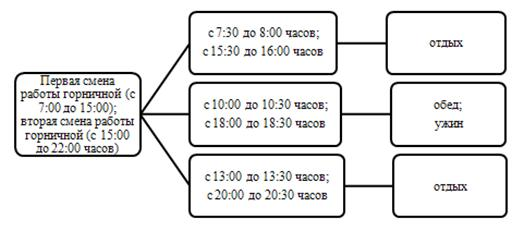 Первая смена
работы горничной (с
7:00 до 15:00);
вторая смена работы
горничной (с 15:00
до 22:00 часов)
с 7:30 до 8:00 часов;
с 15:30 до 16:00 часов
отдых
с 10:00 до 10:30 часов;
с 18:00 до 18:30 часов
обед;
ужин
с 13:00 до 13:30 часов;
с 20:00 до 20:30 часов
отдых